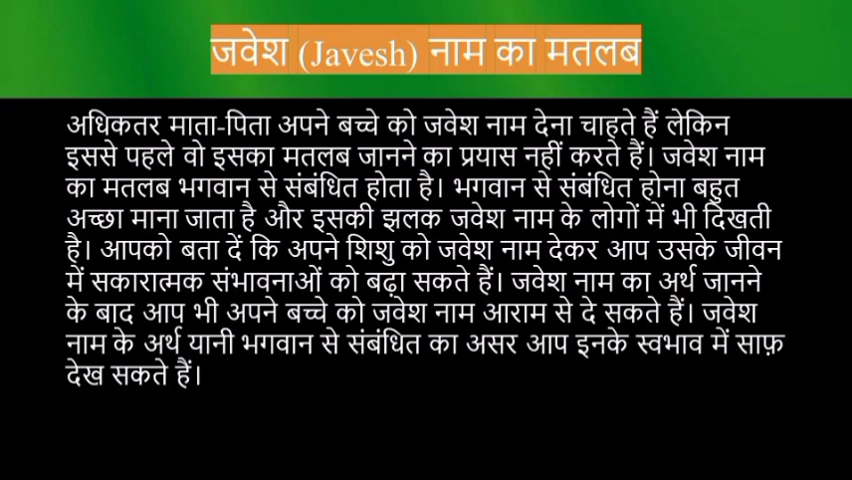 जवेश (Javesh) नाम का मतलब
अधिकतर माता-पिता अपने बच्चे को जवेश नाम देना चाहते हैं लेकिन
इससे पहले वो इसका मतलब जानने का प्रयास नहीं करते हैं। जवेश नाम
का मतलब भगवान से संबंधित होता है। भगवान से संबंधित होना बहुत
अच्छा माना जाता है और इसकी झलक जवेश नाम के लोगों में भी दिखती
है। आपको बता दें कि अपने शिशु को जवेश नाम देकर आप उसके जीवन
में सकारात्मक संभावनाओं को बढ़ा सकते हैं। जवेश नाम का अर्थ जानने
के बाद आप भी अपने बच्चे को जवेश नाम आराम से दे सकते हैं। जवेश
नाम के अर्थ यानी भगवान से संबंधित का असर आप इनके स्वभाव में साफ़
देख सकते हैं।